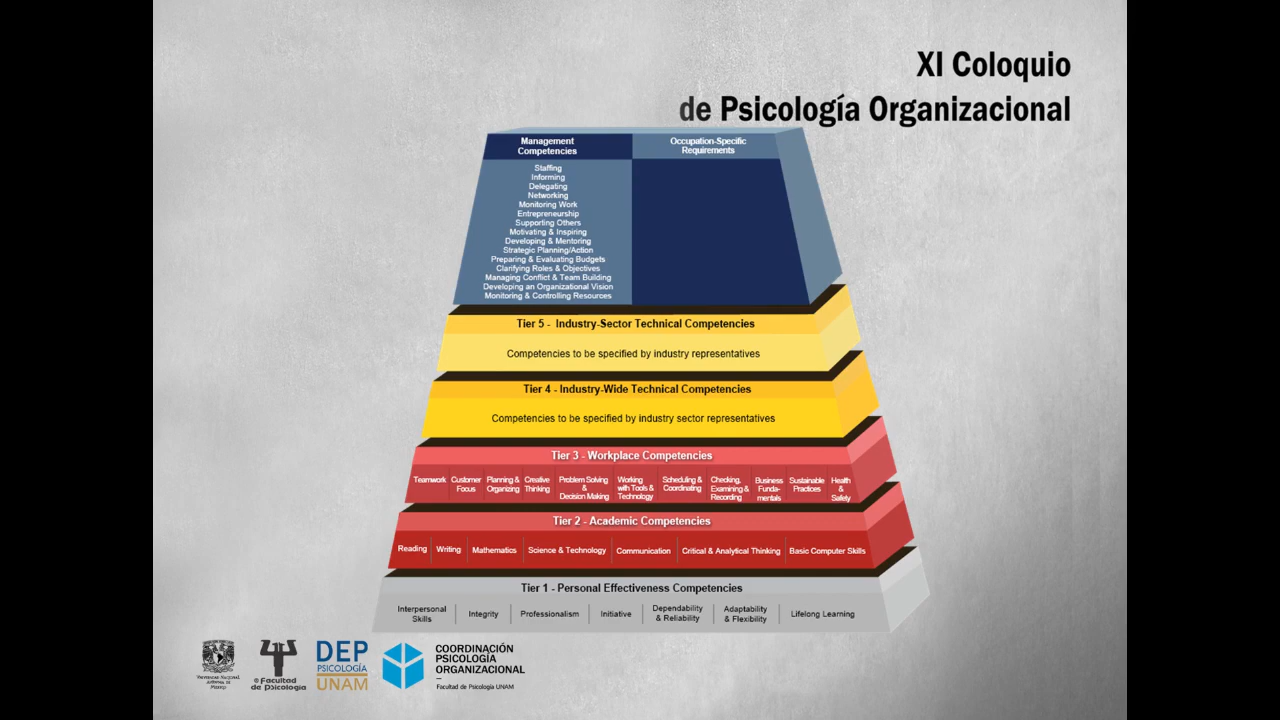 XI Coloquio
de Psicología Organizacional
Management
Competencies
Occupation-Specific
Requirements
Staffing
Informing
Delegating
Networking
Monitoring Work
Entrepreneurship
Supporting Others
Motivating & Inspiring
Developing & Mentoring
Strategic Planning/Action
Preparing & Evaluating Budgets
Clarifying Roles & Objectives
Managing Conflict & Team Building
Developing an Organizational Vision
Monitoring & Controlling Resources
Tier 5 - Industry-Sector Technical Competencies
Competencies to be specified by industry representatives
Tier 4 - Industry-Wide Technical Competencies
Competencies to be specified by industry sector representatives
Tier 3 - Workplace Competencies
Teamwork
Customer
Focus
Planning &
Organizing
Creative
Thinking
Problem Solving
&
Decision Making
Working
with Tools &
Technology
Scheduling &
Coordinating
Checking,
Examining &
Recording
Business
Funda-
mentals
Sustainable
Practices
Health
&
Safety
Tier 2 - Academic Competencies
Reading
Writing
Mathematics
Science & Technology
Communication
Critical & Analytical Thinking
Basic Computer Skills
Tier 1 - Personal Effectiveness Competencies
Interpersonal
Skills
Integrity
Professionalism
Initiative
Dependability
& Reliability
Adaptability
& Flexibility
Lifelong Learning
Facultad
de Psicología
DEP
PSICOLOGÍA
UNAM
COORDINACIÓN
PSICOLOGÍA
ORGANIZACIONAL
Facultad de Psicología UNAM